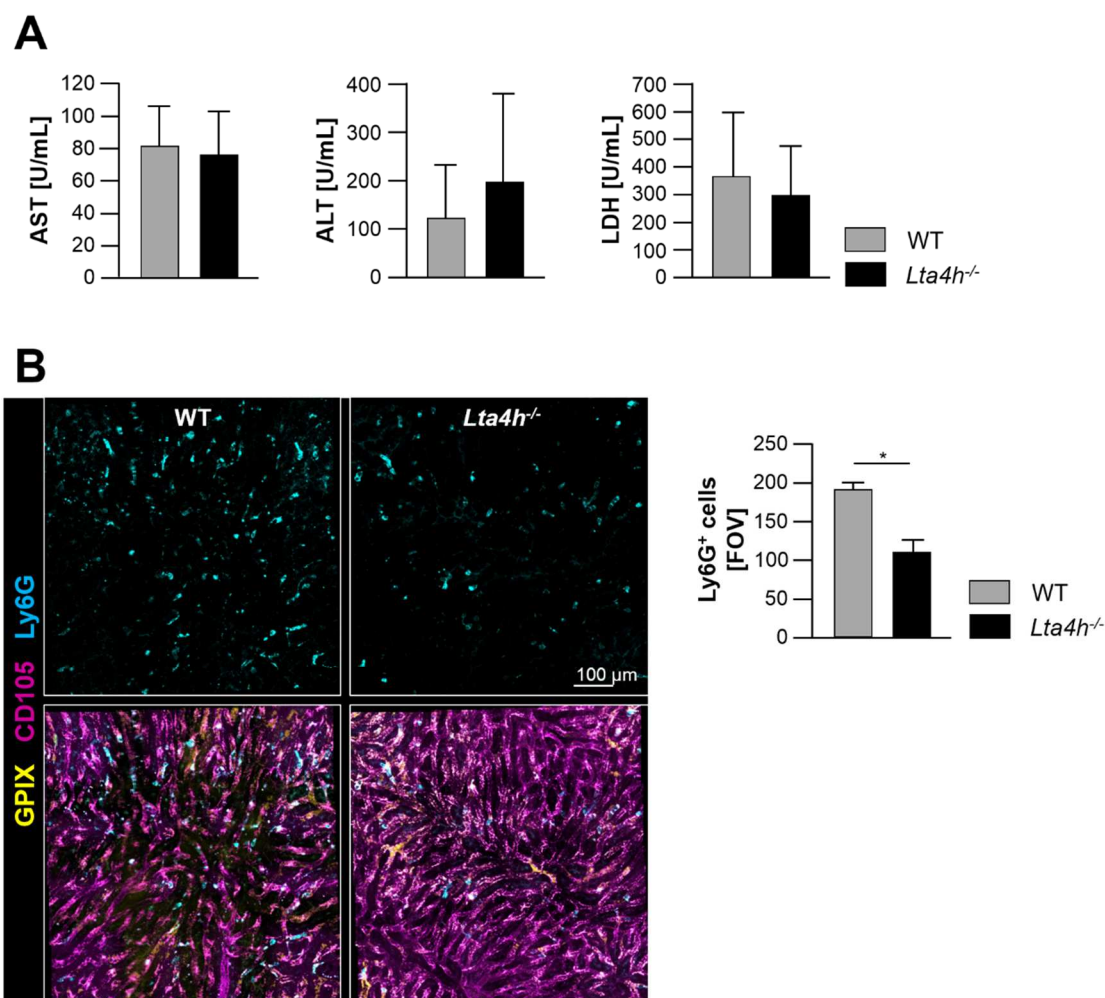 A
AST [U/mL]
120
100
80
60
40
20
0
ALT [U/mL]
400
300
200
100
0
LDH [U/mL]
700
600
500
400
300
200
100
0
WT
Lta4h-/-
B
GPIX CD105 Ly6G
WT
Lta4h-/-
100 µm
Ly6G+ cells
[FOV]
250
200
150
100
50
0
*
WT
Lta4h-/-